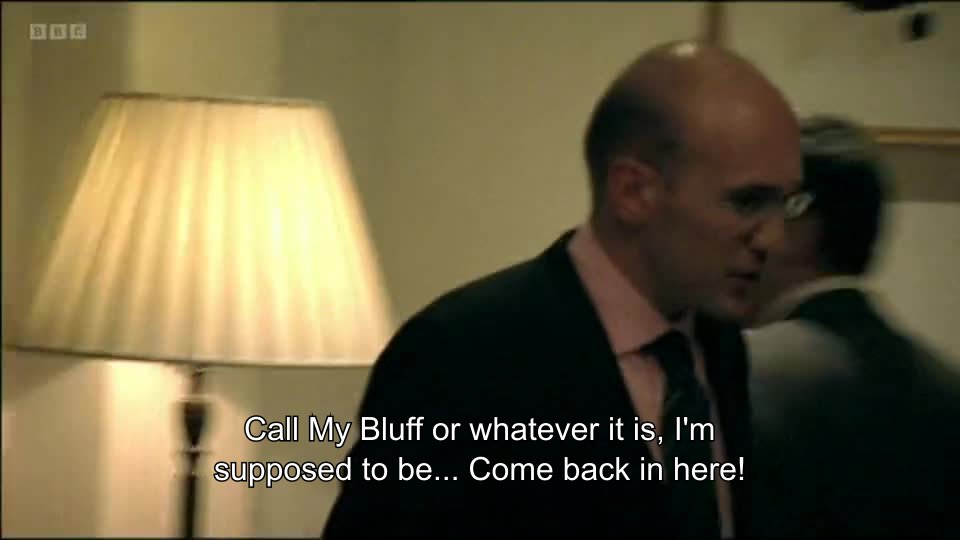 BBC
Call My Bluff or whatever it is, I'm
supposed to be... Come back in here!